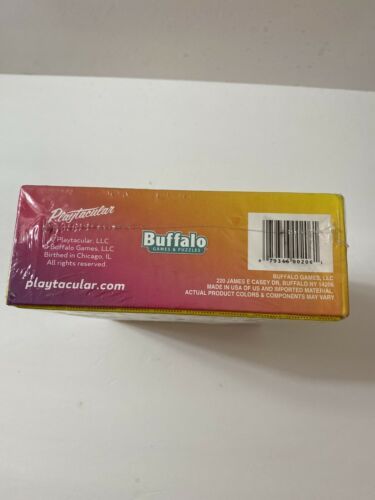 Playtacular
Playtacular, LLC
Buffalo Games, LLC
Birthed in Chicago, IL
All rights reserved.
playtacular.com
Buffalo
GAMES & PUZZLES
BUFFALO GAMES, LLC
220 JAMES E CASEY DR, BUFFALO NY 14206
MADE IN USA OF US AND IMPORTED MATERIAL.
ACTUAL PRODUCT COLORS & COMPONENTS MAY VARY